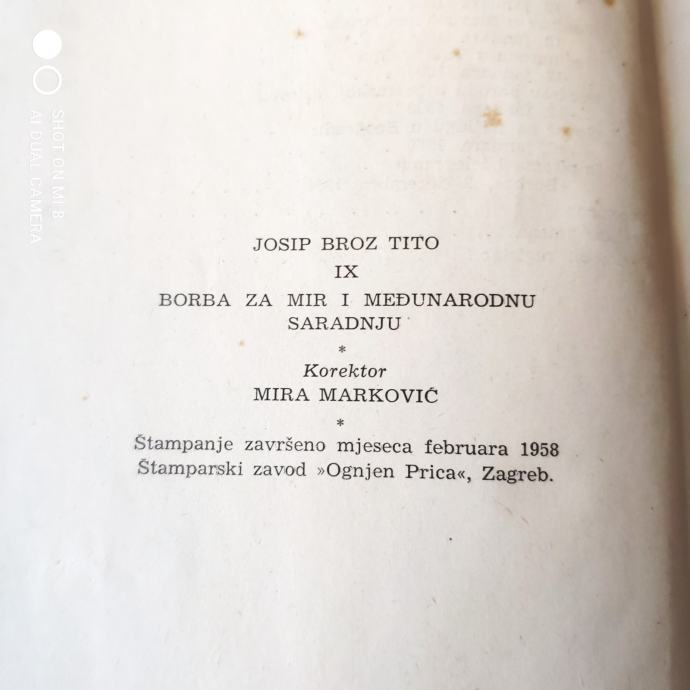 JOSIP BROZ TITO
IX
BORBA ZA MIR I MEĐUNARODNU
SARADNJU
*
Korektor
MIRA MARKOVIĆ
*
Štampanje završeno mjeseca februara 1958
Štamparski zavod »Ognjen Prica«, Zagreb.
SHOT ON MI 8
AI DUAL CAMERA